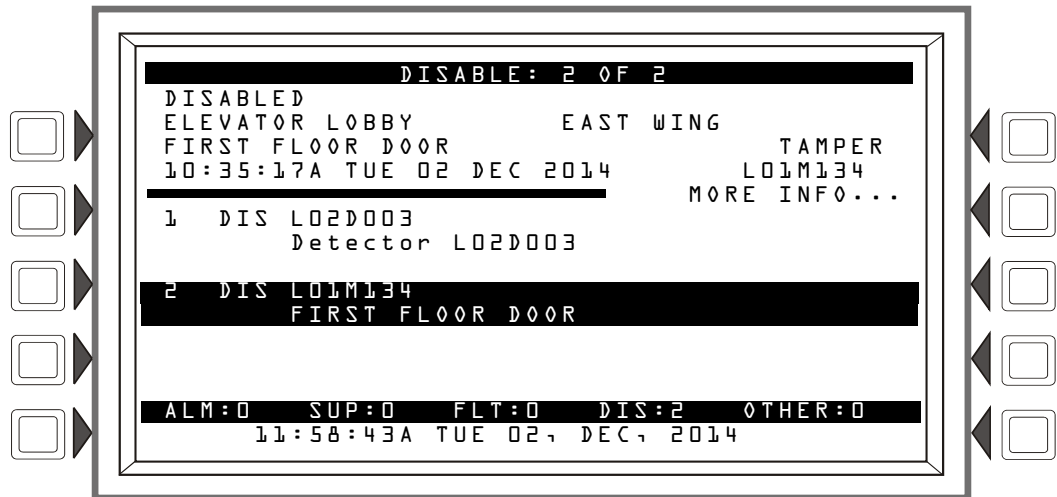 DISABLE: 2 OF 2
DISABLED
ELEVATOR LOBBY EAST WING
FIRST FLOOR DOOR TAMPER
10:35:17A TUE 02 DEC 2014 L01M134
MORE INFO...
1 DIS L02D003
Detector L02D003
2 DIS L01M134
FIRST FLOOR DOOR
ALM:0 SUP:0 FLT:0 DIS:2 OTHER:0
11:58:43A TUE 02, DEC, 2014